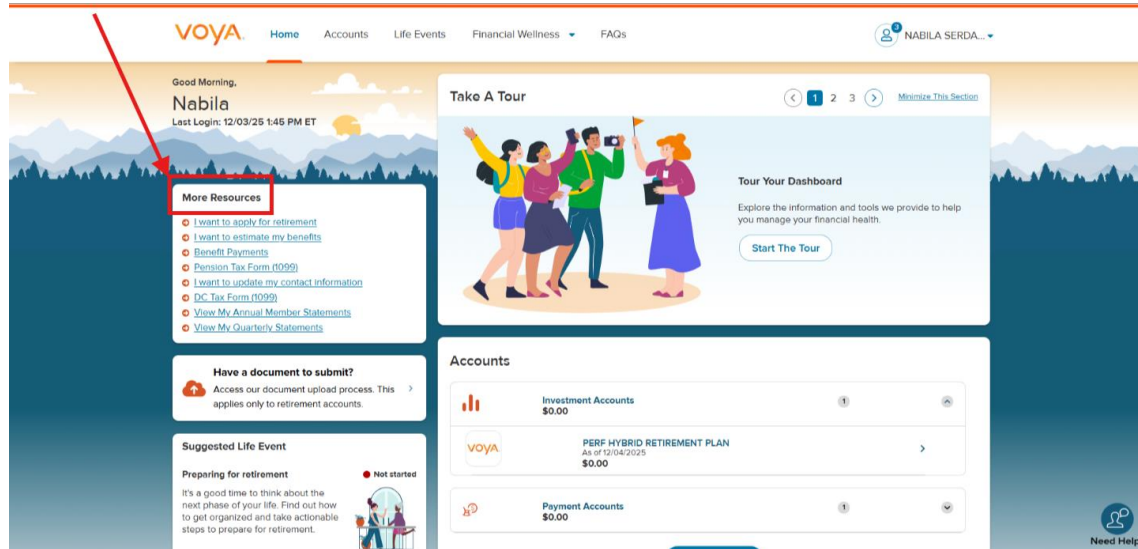 VOYA
Home Accounts Life Events Financial Wellness FAQs
3
NABILA SERDA...
Good Morning,
Nabila
Last Login: 12/03/25 1:45 PM ET
More Resources
I want to apply for retirement
I want to estimate my benefits
Benefit Payments
Pension Tax Form (1099)
I want to update my contact information
DC Tax Form (1099)
View My Annual Member Statements
View My Quarterly Statements
Have a document to submit?
Access our document upload process. This
applies only to retirement accounts.
Suggested Life Event
Preparing for retirement
Not started
It's a good time to think about the
next phase of your life. Find out how
to get organized and take actionable
steps to prepare for retirement.
Take A Tour
1 2 3
Minimize This Section
Tour Your Dashboard
Explore the information and tools we provide to help
you manage your financial health.
Start The Tour
Accounts
Investment Accounts
$0.00
1
VOYA
PERF HYBRID RETIREMENT PLAN
As of 12/04/2025
$0.00
Payment Accounts
$0.00
1
Need Help